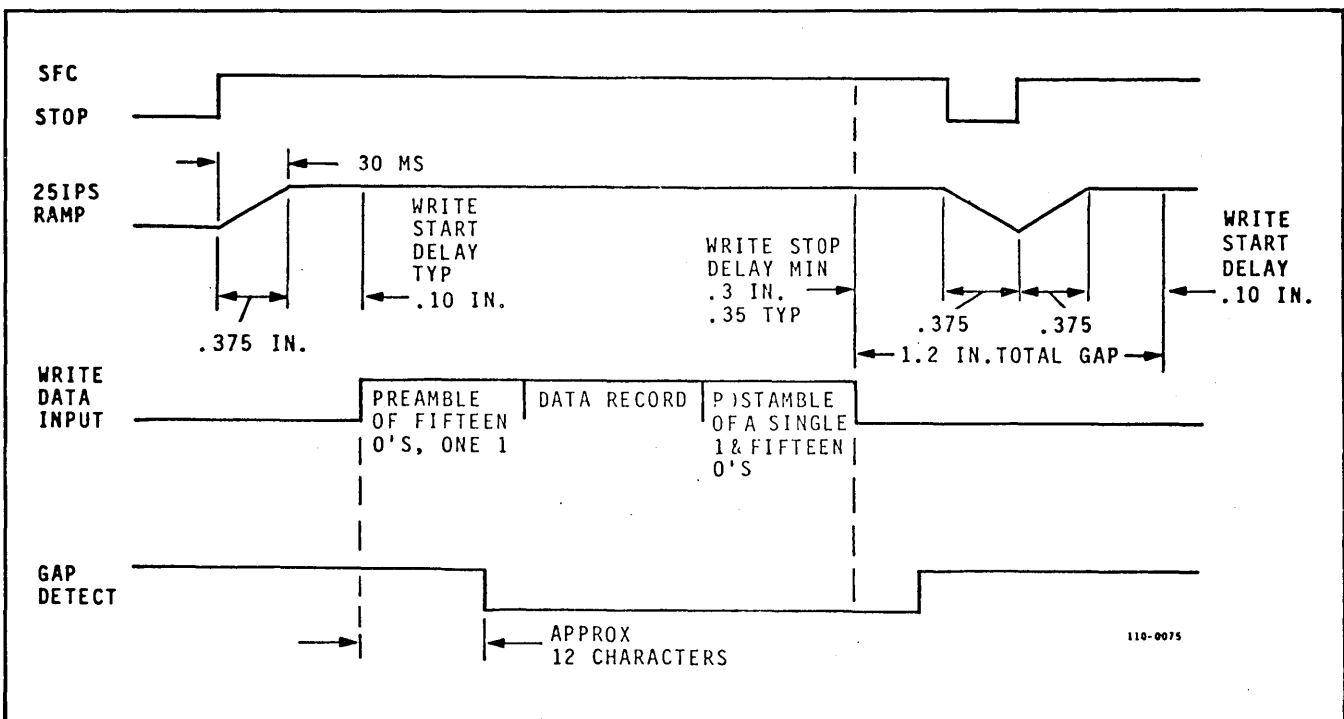 SFC
STOP
30 MS
25IPS
RAMP
WRITE
START
DELAY
TYP
.10 IN.
WRITE STOP
DELAY MIN
.3 IN.
.35 TYP
WRITE
START
DELAY
.10 IN.
.375 IN.
.375
.375
1.2 IN.TOTAL GAP
WRITE
DATA
INPUT
PREAMBLE
OF FIFTEEN
O'S, ONE 1
DATA RECORD
POSTAMBLE
OF A SINGLE
1 & FIFTEEN
O'S
GAP
DETECT
APPROX
12 CHARACTERS
110-0075